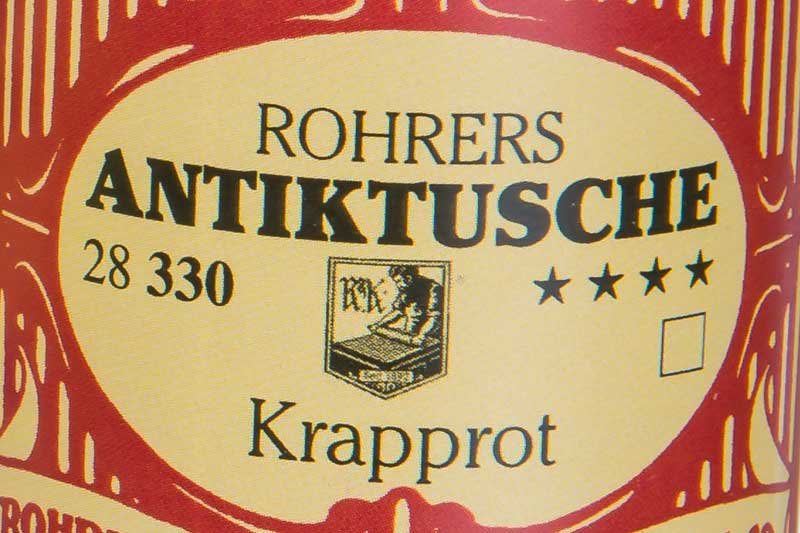 ROHRERS
ANTIKTUSCHE
28 330
★★★★
R&K
Krapprot